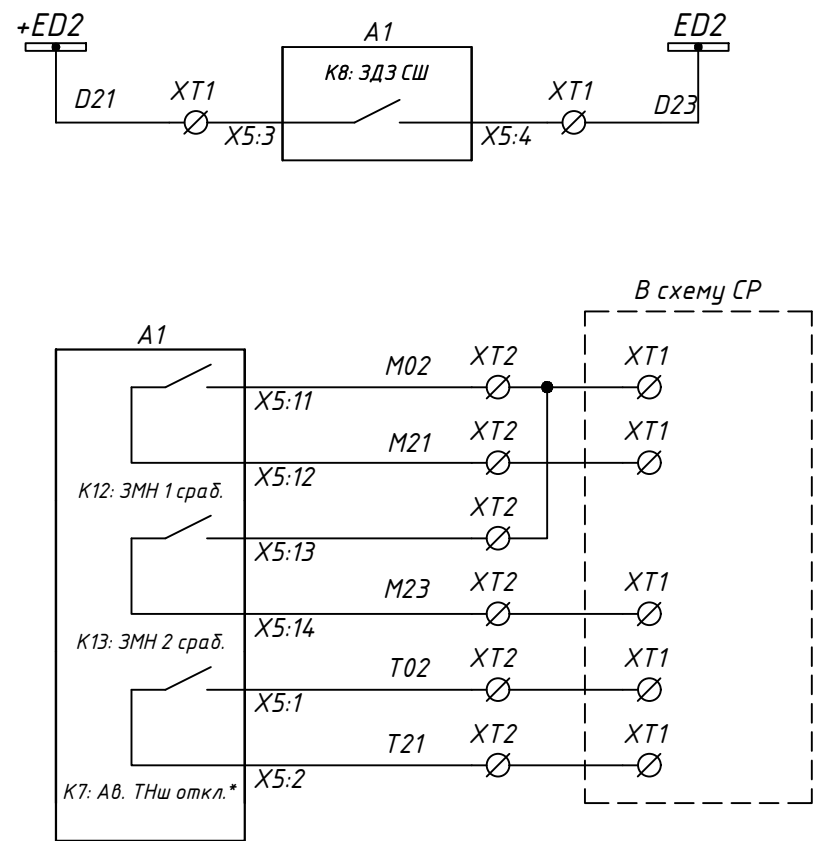 +ED2
A1
ED2
K8: ЗДЗ СШ
D21
XT1
XT1
D23
X5:3
X5:4
В схему СР
A1
M02
XT2
XT1
X5:11
M21
XT2
XT1
X5:12
K12: ЗМН 1 сраб.
XT2
X5:13
M23
XT2
XT1
X5:14
K13: ЗМН 2 сраб.
T02
XT2
XT1
X5:1
T21
XT2
XT1
X5:2
K7: Ав. ТНш откл.*